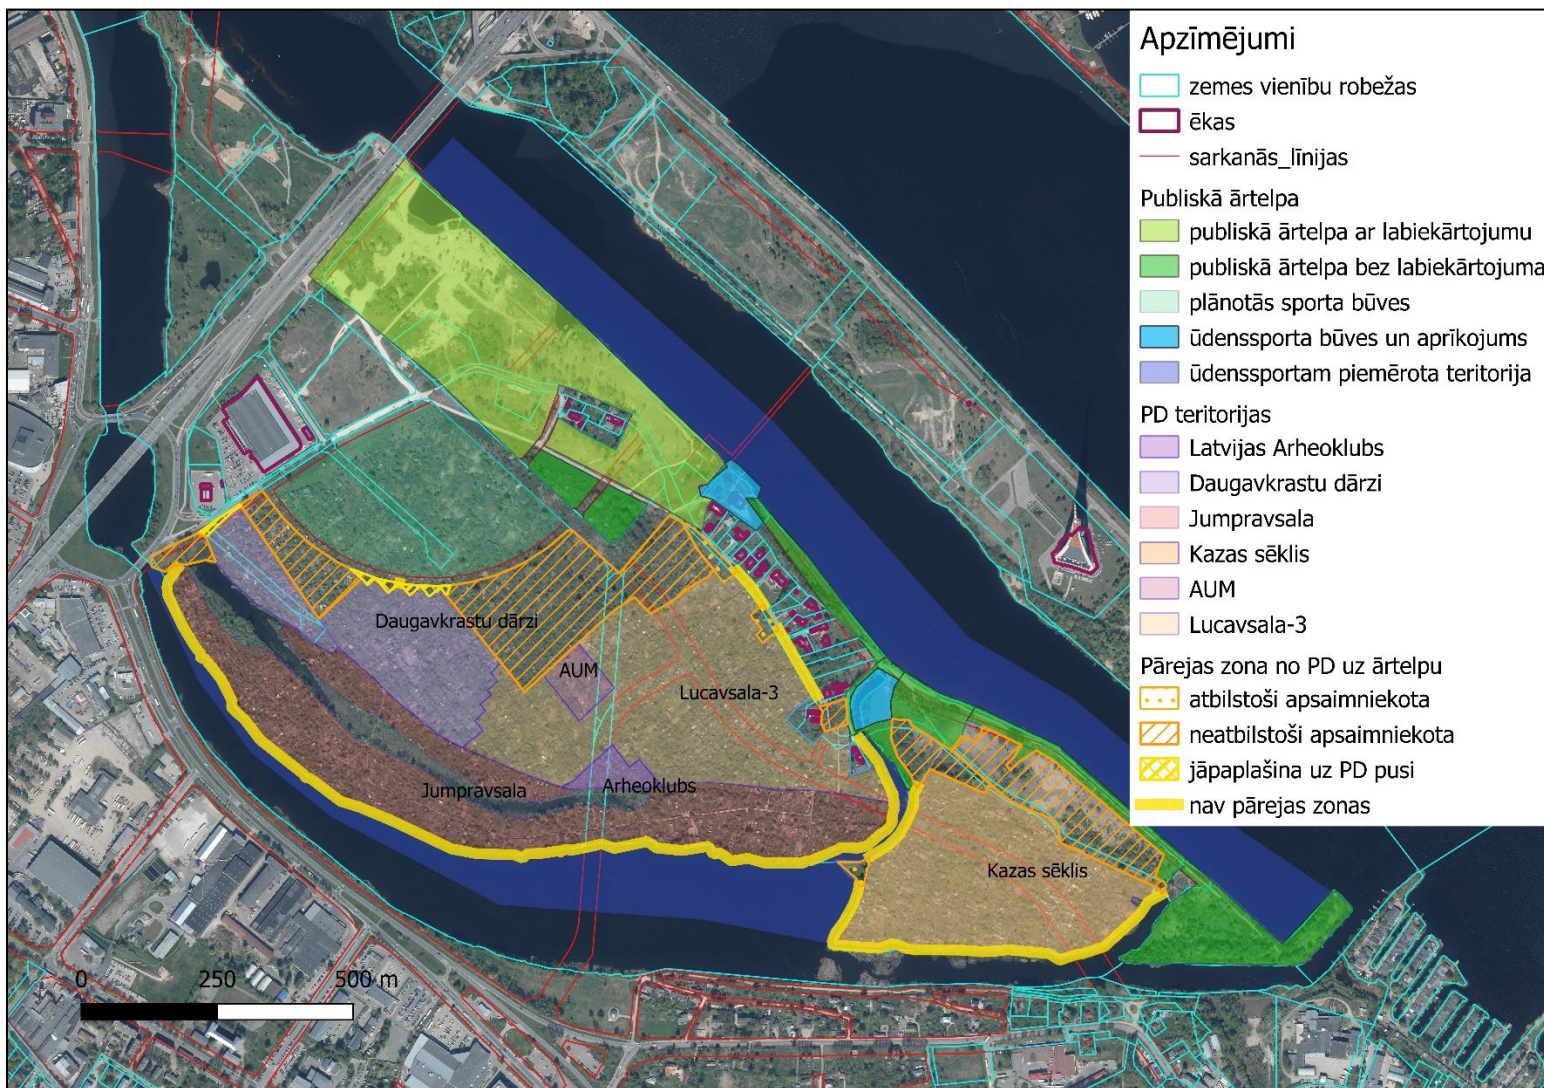 Apzīmējumi
zemes vienību robežas
ēkas
sarkanās_līnijas
Publiskā ārtelpa
publiskā ārtelpa ar labiekārtojumu
publiskā ārtelpa bez labiekārtojuma
plānotās sporta būves
ūdenssporta būves un aprīkojums
ūdenssportam piemērota teritorija
PD teritorijas
Latvijas Arheoklubs
Daugavkrastu dārzi
Jumpravsala
Kazas sēklis
AUM
Lucavsala-3
Pārejas zona no PD uz ārtelpu
atbilstoši apsaimniekota
neatbilstoši apsaimniekota
jāpaplašina uz PD pusi
nav pārejas zonas
Daugavkrastu dārzi
AUM
Lucavsala-3
Jumpravsala
Arheoklubs
Kazas sēklis
0 250 500 m